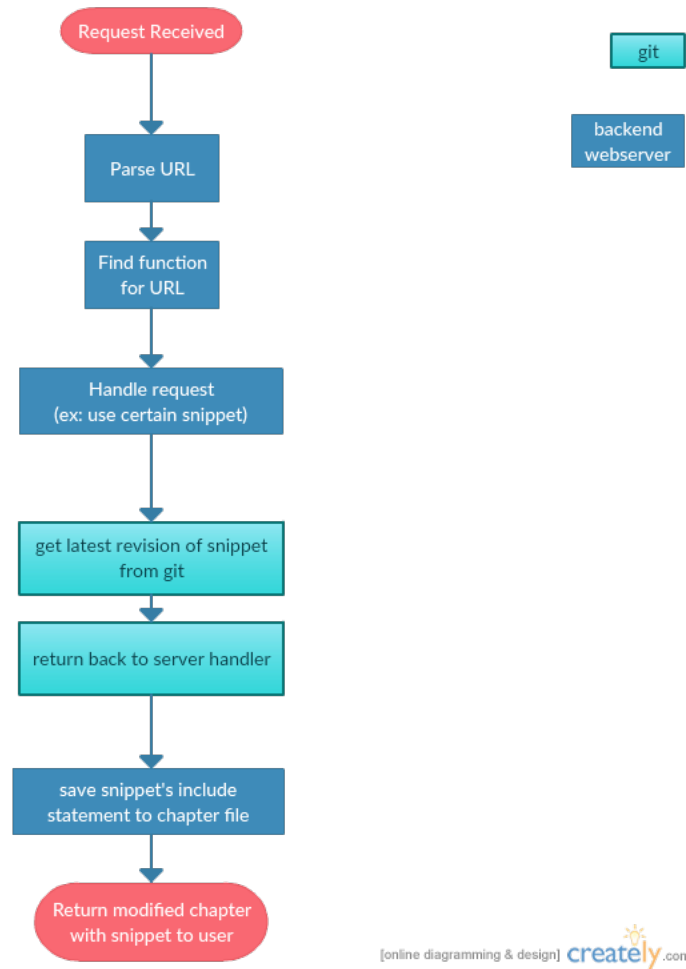 Request Received
git
backend
webserver
Parse URL
Find function
for URL
Handle request
(ex: use certain snippet)
get latest revision of snippet
from git
return back to server handler
save snippet's include
statement to chapter file
Return modified chapter
with snippet to user
[online diagramming & design] creately.com